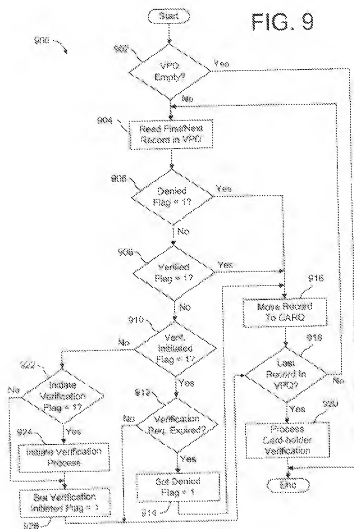 Start
FIG. 9
900
902
VPQ
Empty?
Yes
No
904
Read First/Next
Record in VPQ
906
Denied
Flag = 1?
Yes
No
908
Verified
Flag = 1?
Yes
No
910
Verif.
Initiated
Flag = 1?
No
Yes
916
Move Record
To CARQ
918
Last
Record in
VPQ?
No
Yes
922
Initiate
Verification
Flag = 1?
No
Yes
912
Verification
Req. Expired?
No
Yes
920
Process
Card-holder
Verification
924
Initiate Verification
Process
Set Denied
Flag = 1
914
End
Set Verification
Initiated Flag = 1
926